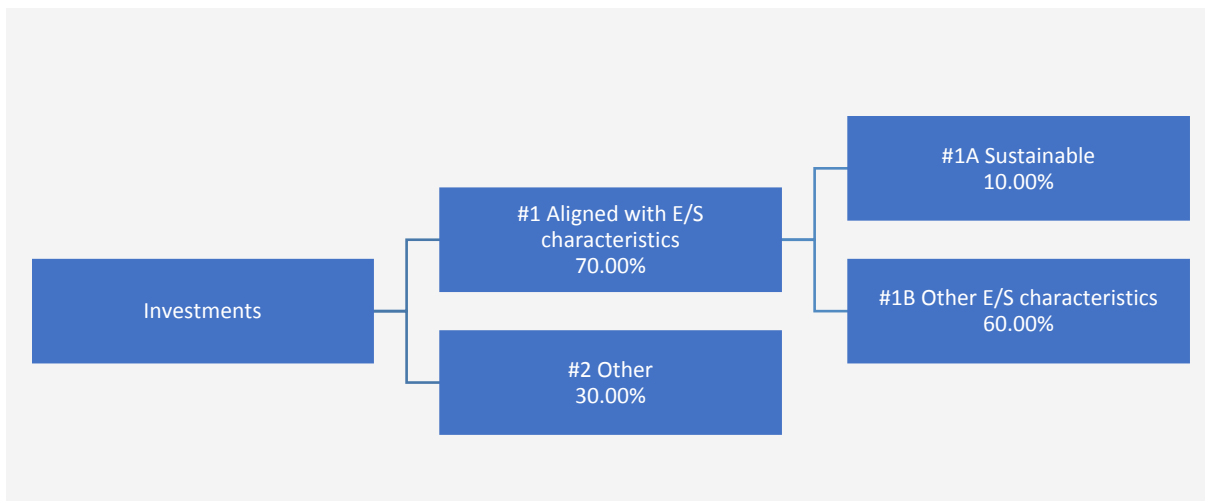 Investments
#1 Aligned with E/S
characteristics
70.00%
#2 Other
30.00%
#1A Sustainable
10.00%
#1B Other E/S characteristics
60.00%